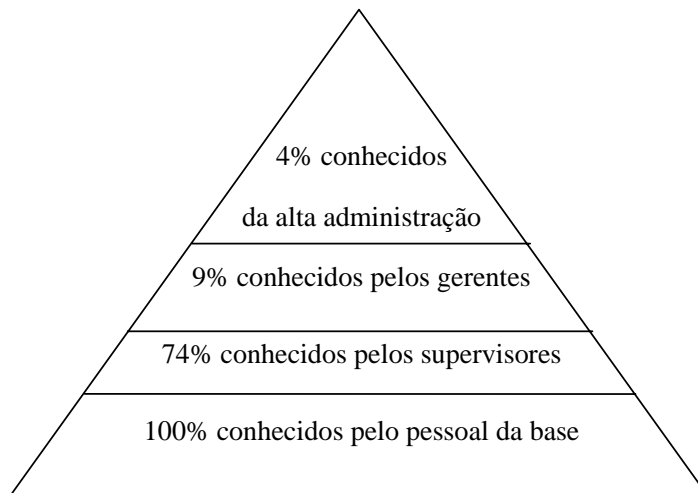 4% conhecidos
da alta administração
9% conhecidos pelos gerentes
74% conhecidos pelos supervisores
100% conhecidos pelo pessoal da base